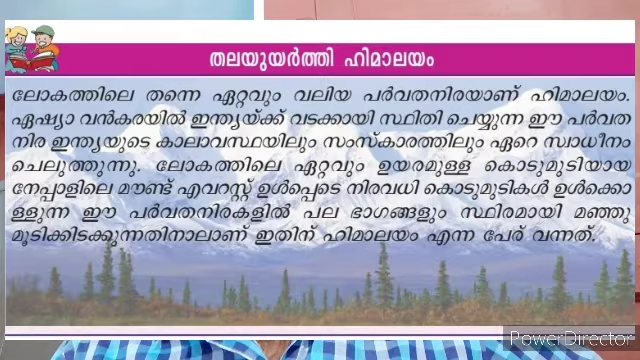 തലയുയർത്തി ഹിമാലയം
ലോകത്തിലെ തന്നെ ഏറ്റവും വലിയ പർവതനിരയാണ് ഹിമാലയം.
ഏഷ്യാ വൻകരയിൽ ഇന്ത്യയ്ക്ക് വടക്കായി സ്ഥിതി ചെയ്യുന്ന ഈ പർവത
നിര ഇന്ത്യയുടെ കാലാവസ്ഥയിലും സംസ്കാരത്തിലും ഏറെ സ്വാധീനം
ചെലുത്തുന്നു. ലോകത്തിലെ ഏറ്റവും ഉയരമുള്ള കൊടുമുടിയായ
നേപ്പാളിലെ മൗണ്ട് എവറസ്റ്റ് ഉൾപ്പെടെ നിരവധി കൊടുമുടികൾ ഉൾക്കൊ
ള്ളുന്ന ഈ പർവതനിരകളിൽ പല ഭാഗങ്ങളും സ്ഥിരമായി മഞ്ഞു
മൂടിക്കിടക്കുന്നതിനാലാണ് ഇതിന് ഹിമാലയം എന്ന പേര് വന്നത്.
PowerDirector